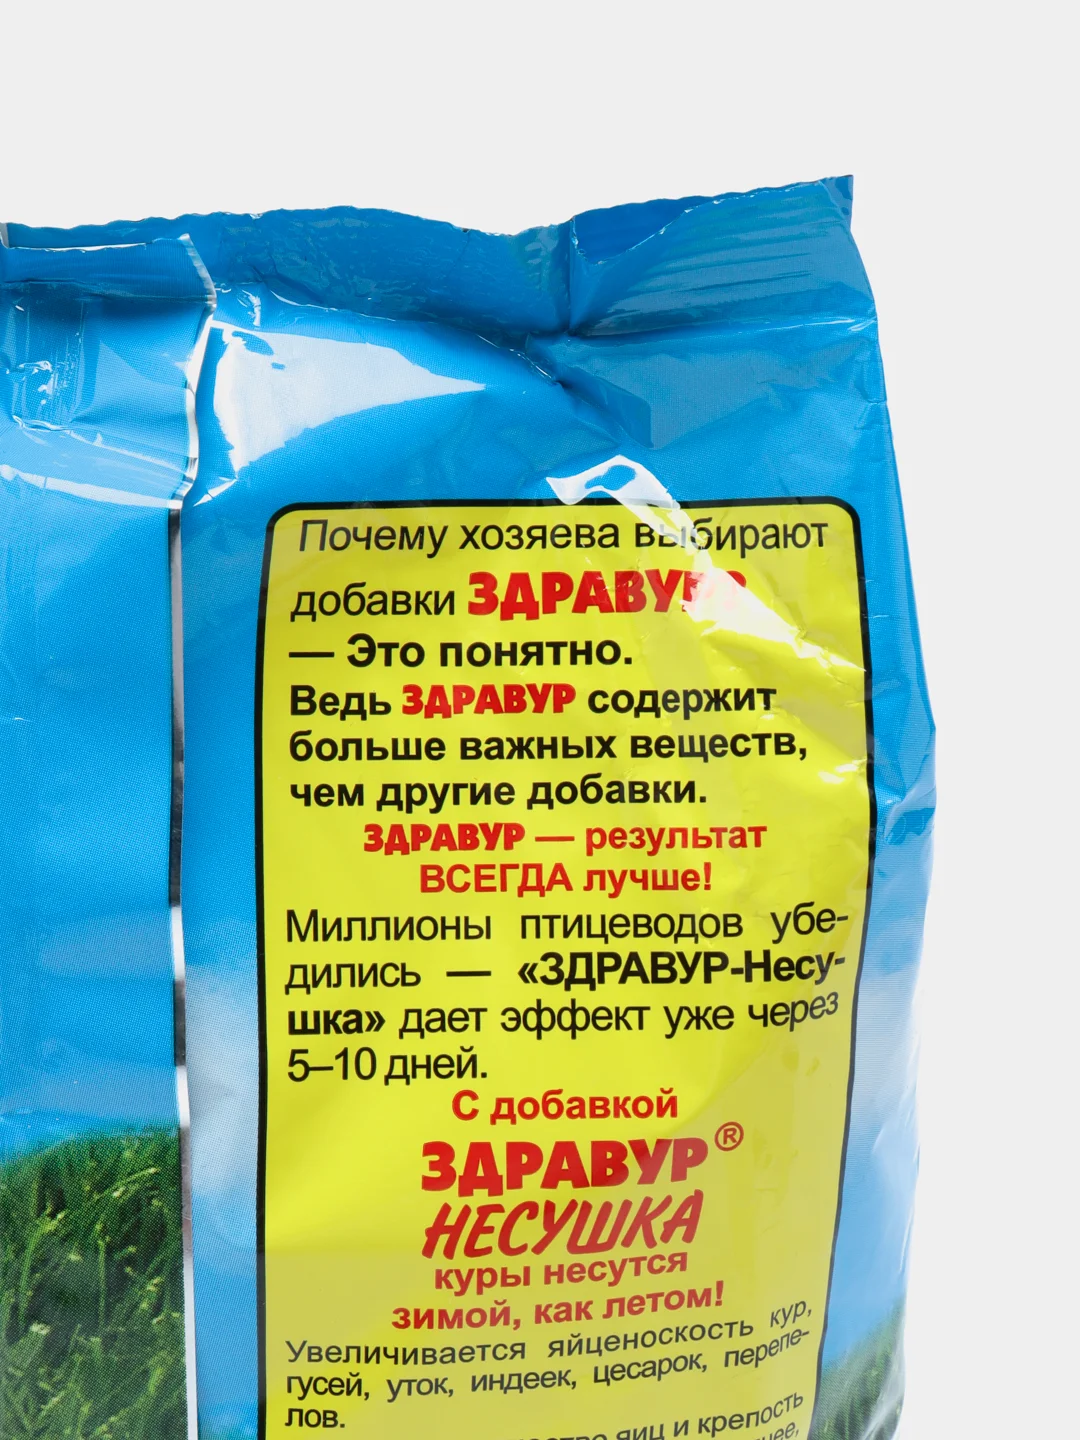 Почему хозяева выбирают
добавки ЗДРАВУР?
— Это понятно.
Ведь ЗДРАВУР содержит
больше важных веществ,
чем другие добавки.
ЗДРАВУР — результат
ВСЕГДА лучше!
Миллионы птицеводов убе-
дились — «ЗДРАВУР-Несу-
шка» дает эффект уже через
5–10 дней.
С добавкой
ЗДРАВУР®
НЕСУШКА
куры несутся
зимой, как летом!
Увеличивается яйценоскость кур,
гусей, уток, индеек, цесарок, перепе-
лов.
яиц и крепость